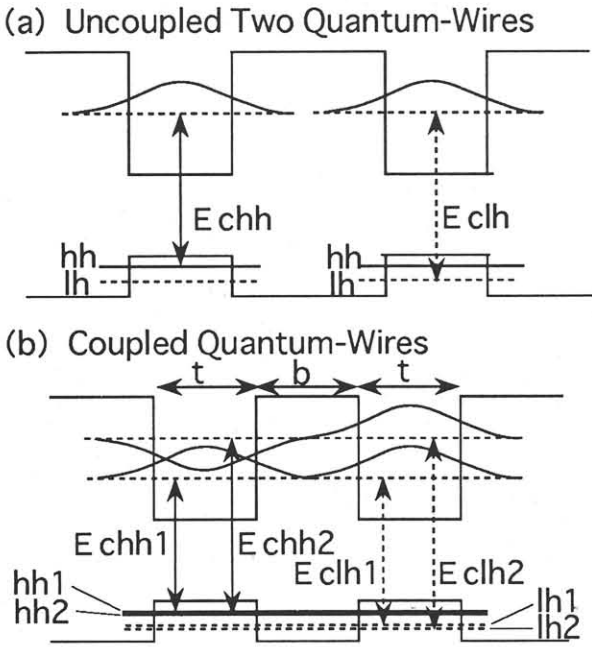 (a) Uncoupled Two Quantum-Wires
E chh
E clh
hh
lh
hh
lh
(b) Coupled Quantum-Wires
t
b
t
E chh1
E chh2
E clh1
E clh2
hh1
hh2
lh1
lh2